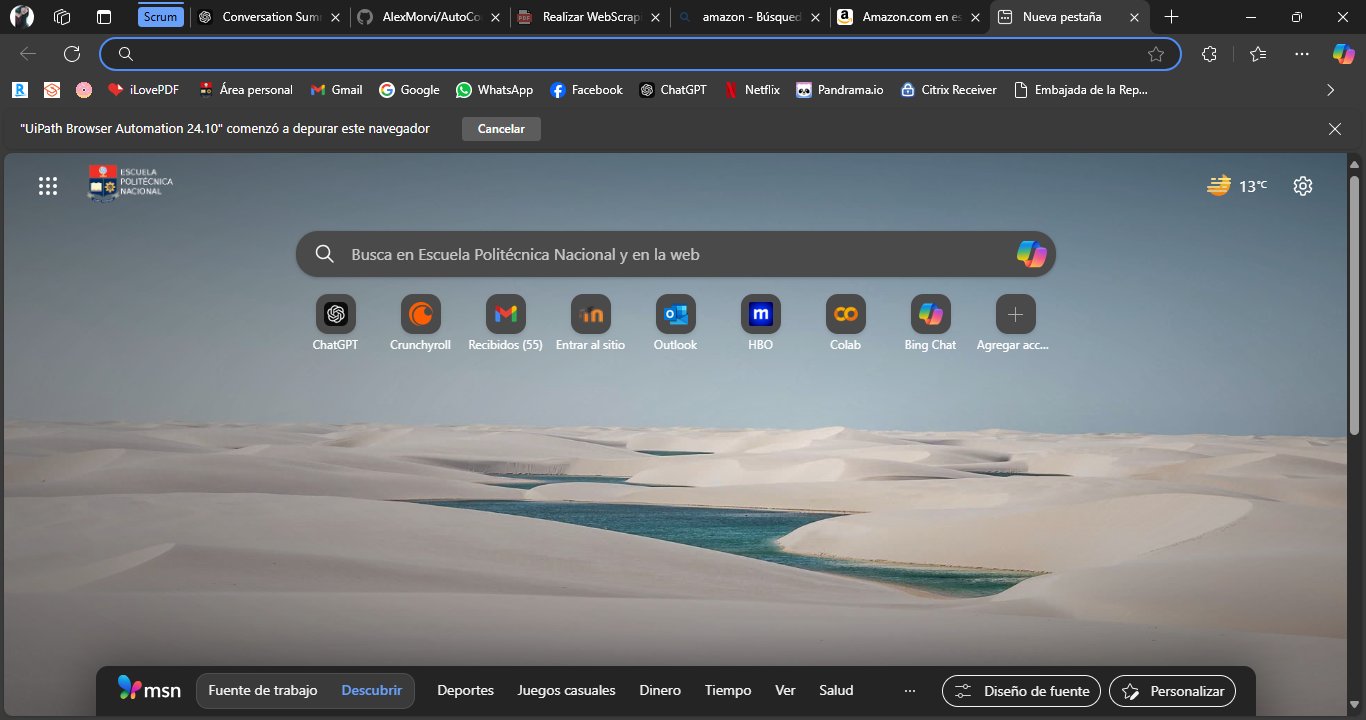 Scrum
Conversation Sum
AlexMorvi/AutoCo
Realizar WebScrap
amazon - Búsqued
Amazon.com en es
Nueva pestaña
iLovePDF
Área personal
Gmail
Google
WhatsApp
Facebook
ChatGPT
Netflix
Pandrama.io
Citrix Receiver
Embajada de la Rep...
"UiPath Browser Automation 24.10" comenzó a depurar este navegador
Cancelar
ESCUELA
POLITÉCNICA
NACIONAL
13°C
Busca en Escuela Politécnica Nacional y en la web
ChatGPT
Crunchyroll
Recibidos (55)
Entrar al sitio
Outlook
HBO
Colab
Bing Chat
Agregar acc...
msn
Fuente de trabajo
Descubrir
Deportes
Juegos casuales
Dinero
Tiempo
Ver
Salud
...
Diseño de fuente
Personalizar